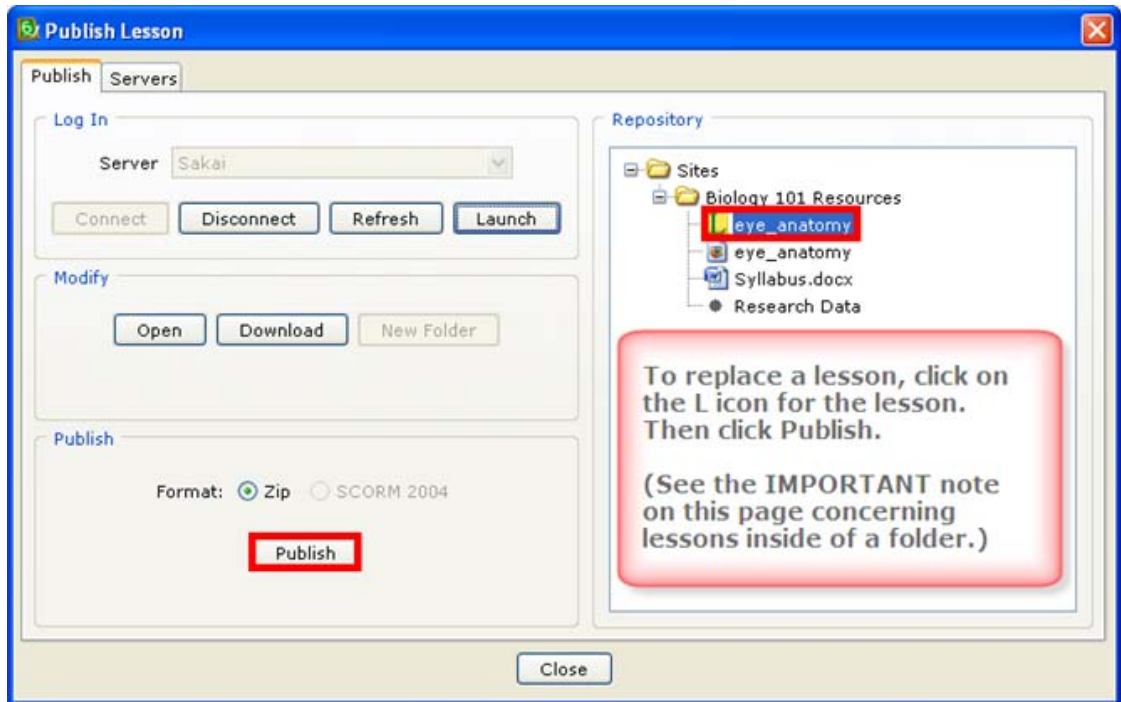 Publish Lesson
Publish Servers
Log In
Server Sakai
Connect Disconnect Refresh Launch
Modify
Open Download New Folder
Publish
Format: Zip SCORM 2004
Publish
Repository
Sites
Biology 101 Resources
L eye_anatomy
eye_anatomy
Syllabus.docx
Research Data
To replace a lesson, click on
the L icon for the lesson.
Then click Publish.
(See the IMPORTANT note
on this page concerning
lessons inside of a folder.)
Close